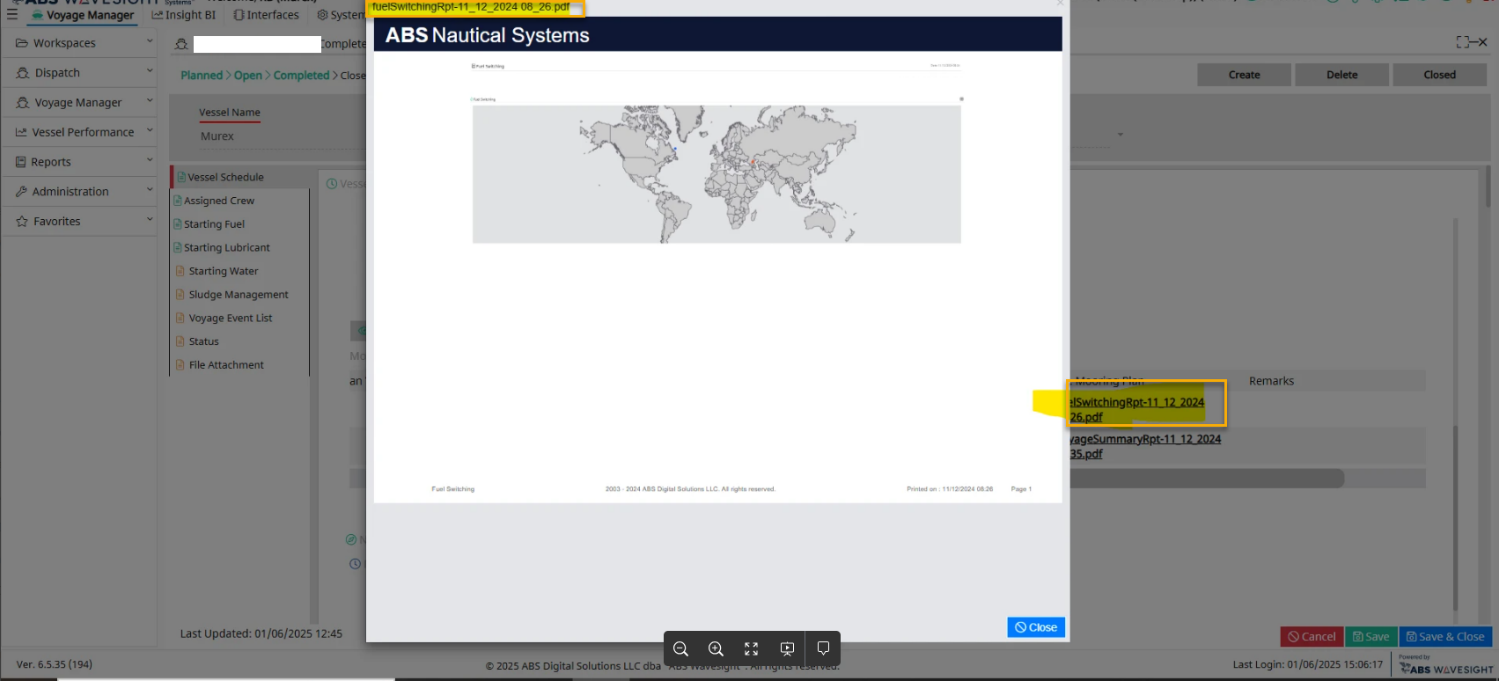 fuelSwitchingRpt-11_12_2024 08_26.pdf
Voyage Manager
Insight BI
Interfaces
System
ABS Nautical Systems
Workspaces
Dispatch
Voyage Manager
Vessel Performance
Reports
Administration
Favorites
Complete
Planned > Open > Completed > Close
Create
Delete
Closed
Vessel Name
Murex
Vessel Schedule
Assigned Crew
Starting Fuel
Starting Lubricant
Starting Water
Sludge Management
Voyage Event List
Status
File Attachment
Vesse
Fuel Switching
Fuel Switching
Mo
an
Mooring Plan
Remarks
elSwitchingRpt-11_12_2024
26.pdf
yageSummaryRpt-11_12_2024
35.pdf
Fuel Switching
2003 - 2024 ABS Digital Solutions LLC. All rights reserved.
Printed on : 11/12/2024 08:26
Page 1
N
Close
Last Updated: 01/06/2025 12:45
Cancel
Save
Save & Close
Ver. 6.5.35 (194)
© 2025 ABS Digital Solutions LLC dba "ABS Wavesight". All rights reserved.
Last Login: 01/06/2025 15:06:17
Powered by
ABS WAVESIGHT